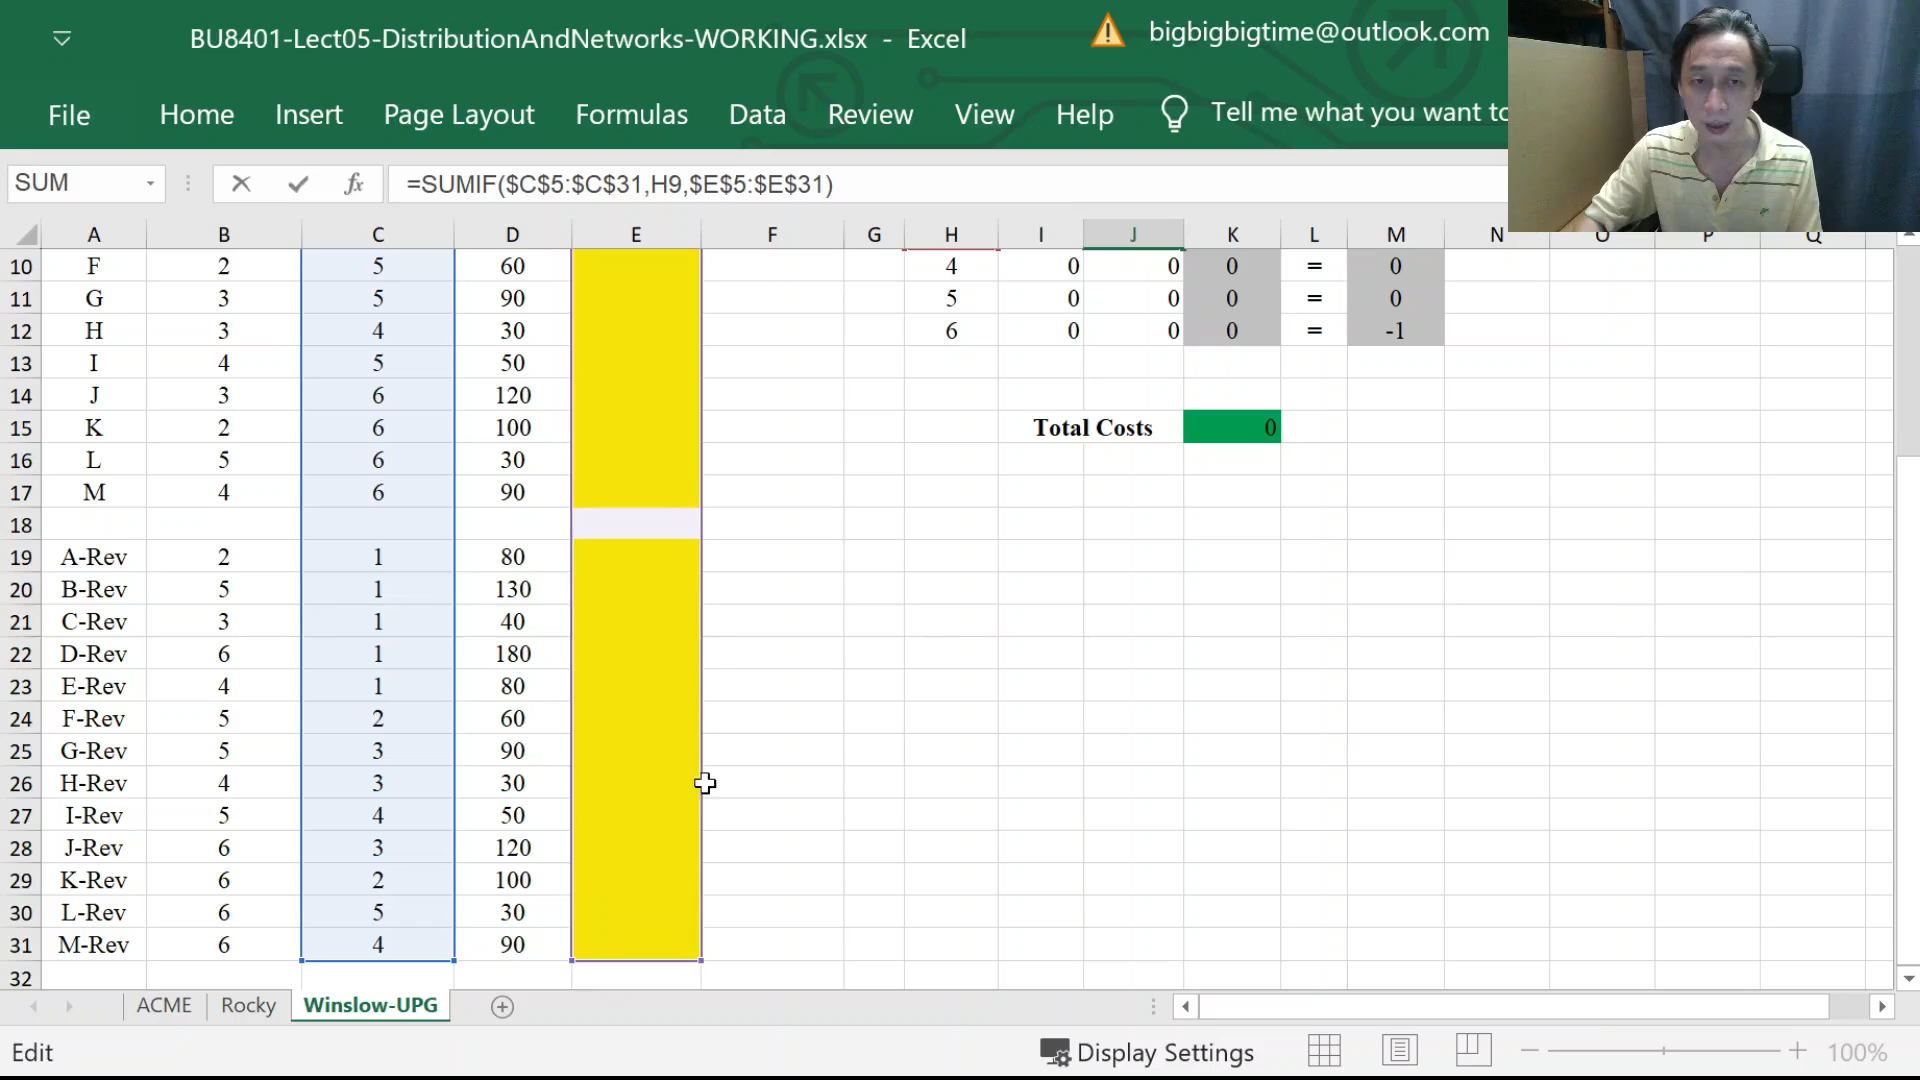 BU8401-Lect05-DistributionAndNetworks-WORKING.xlsx - Excel
bigbigbigtime@outlook.com
File Home Insert Page Layout Formulas Data Review View Help Tell me what you want to
SUM fx =SUMIF($C$5:$C$31,H9,$E$5:$E$31)
A B C D E F G H I J K L M N O P Q
10 F 2 5 60 4 0 0 0 = 0
11 G 3 5 90 5 0 0 0 = 0
12 H 3 4 30 6 0 0 0 = -1
13 I 4 5 50
14 J 3 6 120
15 K 2 6 100 Total Costs 0
16 L 5 6 30
17 M 4 6 90
18
19 A-Rev 2 1 80
20 B-Rev 5 1 130
21 C-Rev 3 1 40
22 D-Rev 6 1 180
23 E-Rev 4 1 80
24 F-Rev 5 2 60
25 G-Rev 5 3 90
26 H-Rev 4 3 30
27 I-Rev 5 4 50
28 J-Rev 6 3 120
29 K-Rev 6 2 100
30 L-Rev 6 5 30
31 M-Rev 6 4 90
32
ACME Rocky Winslow-UPG
Edit Display Settings 100%